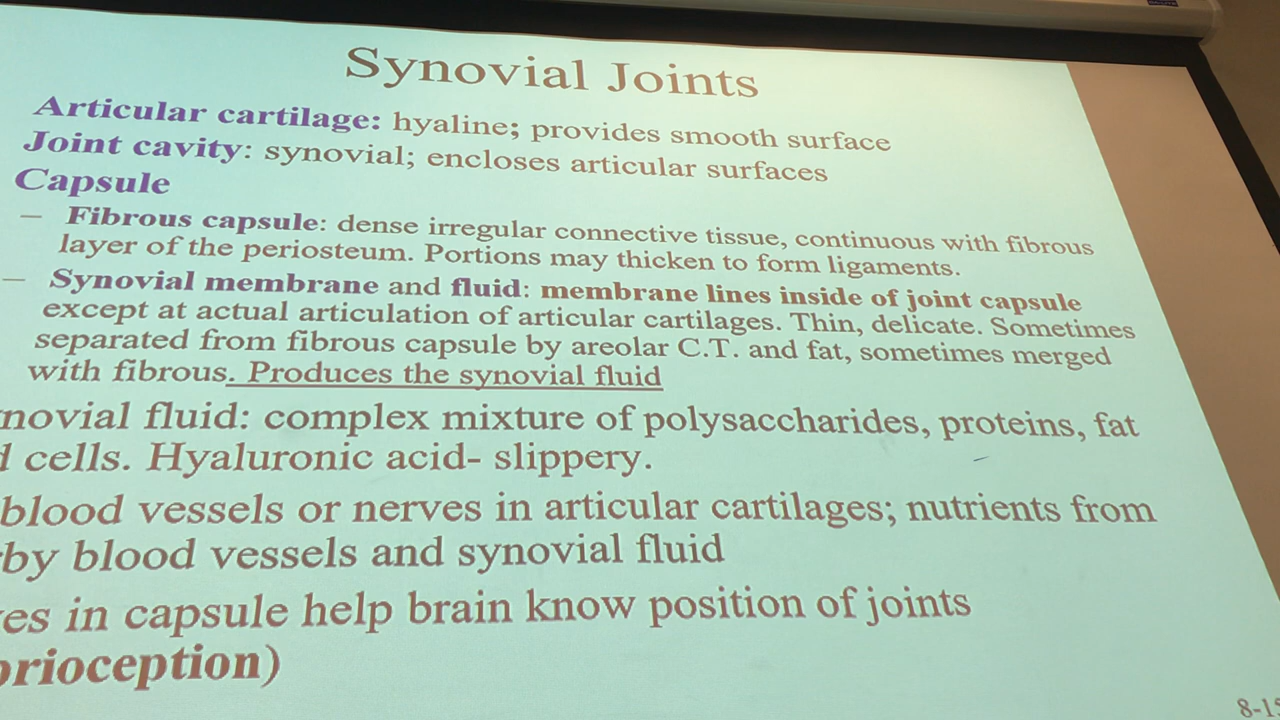 Synovial Joints
Articular cartilage: hyaline; provides smooth surface
Joint cavity: synovial; encloses articular surfaces
Capsule
– Fibrous capsule: dense irregular connective tissue, continuous with fibrous
layer of the periosteum. Portions may thicken to form ligaments.
– Synovial membrane and fluid: membrane lines inside of joint capsule
except at actual articulation of articular cartilages. Thin, delicate. Sometimes
separated from fibrous capsule by areolar C.T. and fat, sometimes merged
with fibrous. Produces the synovial fluid
novial fluid: complex mixture of polysaccharides, proteins, fat
cells. Hyaluronic acid- slippery.
blood vessels or nerves in articular cartilages; nutrients from
by blood vessels and synovial fluid
es in capsule help brain know position of joints
prioception)